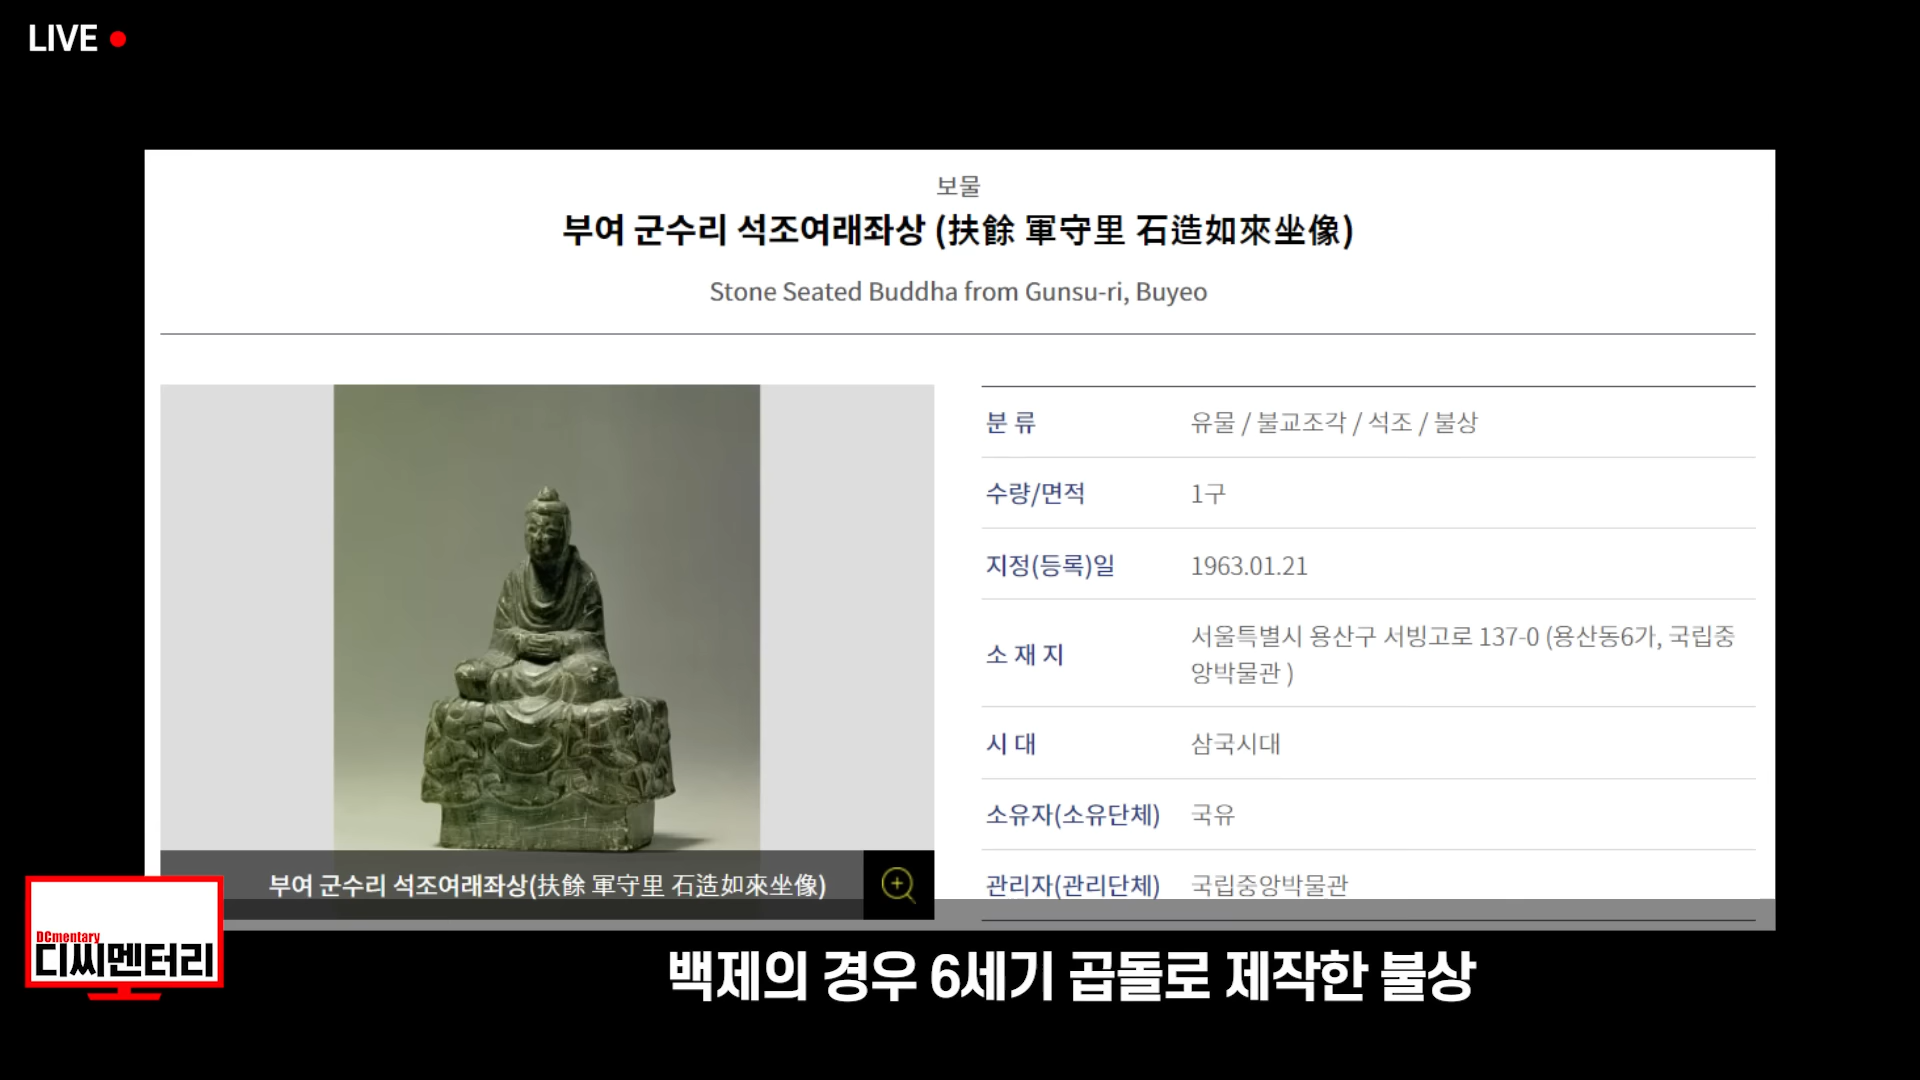 LIVE
보물
부여 군수리 석조여래좌상 (扶餘 軍守里 石造如來坐像)
Stone Seated Buddha from Gunsu-ri, Buyeo
분 류 유물 / 불교조각 / 석조 / 불상
수량/면적 1구
지정(등록)일 1963.01.21
소 재 지 서울특별시 용산구 서빙고로 137-0 (용산동6가, 국립중
앙박물관 )
시 대 삼국시대
소유자(소유단체) 국유
관리자(관리단체) 국립중앙박물관
부여 군수리 석조여래좌상(扶餘 軍守里 石造如來坐像)
DCmentary
디씨멘터리
백제의 경우 6세기 곱돌로 제작한 불상